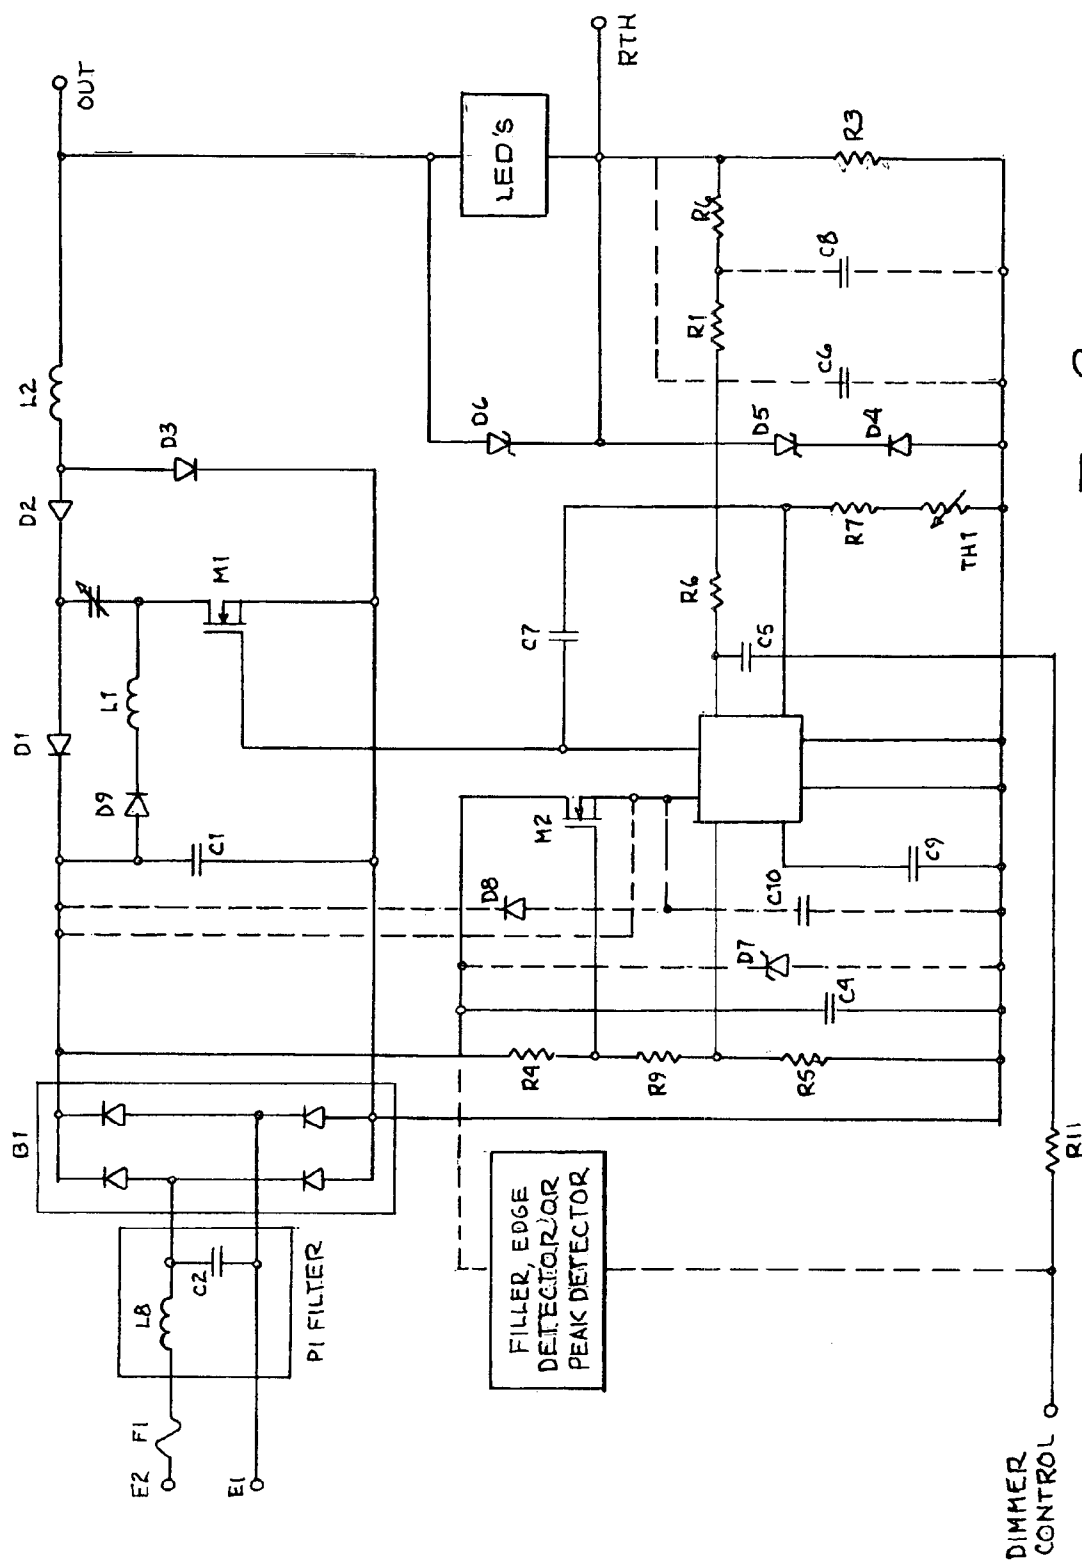 E2
F1
E1
L8
C2
PI FILTER
B1
D9
L1
D1
C1
M1
D2
D3
L2
OUT
FILLER, EDGE
DETECTOR/OR
PEAK DETECTOR
R4
R9
R5
C4
D7
D8
C10
M2
C9
C7
R6
C5
R7
TH1
D6
D5
D4
LED's
RTH
R1
R6
C6
C8
R3
R11
DIMMER
CONTROL